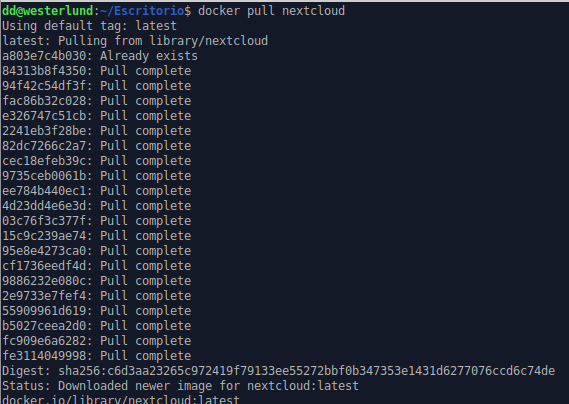 dd@westerlund:~/Escritorio$ docker pull nextcloud
Using default tag: latest
latest: Pulling from library/nextcloud
a803e7c4b030: Already exists
84313b8f4350: Pull complete
94f42c54df3f: Pull complete
fac86b32c028: Pull complete
e326747c51cb: Pull complete
2241eb3f28be: Pull complete
82dc7266c2a7: Pull complete
cec18efeb39c: Pull complete
9735ceb0061b: Pull complete
ee784b440ec1: Pull complete
4d23dd4e6e3d: Pull complete
03c76f3c377f: Pull complete
15c9c239ae74: Pull complete
95e8e4273ca0: Pull complete
cf1736eedf4d: Pull complete
9886232e080c: Pull complete
2e9733e7fef4: Pull complete
55909961d619: Pull complete
b5027ceea2d0: Pull complete
fc909e6a6282: Pull complete
fe3114049998: Pull complete
Digest: sha256:c6d3aa23265c972419f79133ee55272bbf0b347353e1431d6277076ccd6c74de
Status: Downloaded newer image for nextcloud:latest
docker.io/library/nextcloud:latest